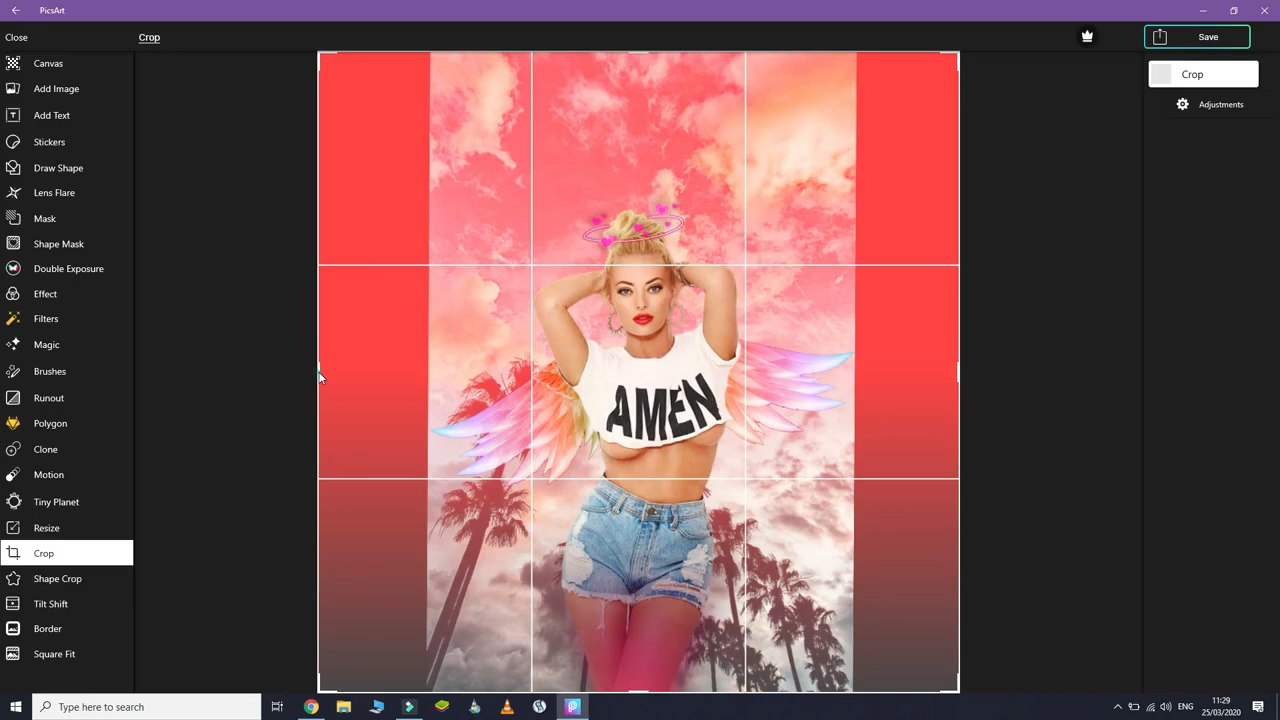 PicsArt
Close
Crop
Save
Canvas
Add Image
Add Text
Stickers
Draw Shape
Lens Flare
Mask
Shape Mask
Double Exposure
Effect
Filters
Magic
Brushes
Runout
Polygon
Clone
Motion
Tiny Planet
Resize
Crop
Shape Crop
Tilt Shift
Border
Square Fit
Crop
Adjustments
AMEN
Type here to search
ENG
11:29
25/03/2020